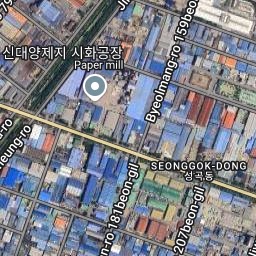 신대양제지 시화공장
Paper mill
Byeolmang-ro 159beo
SEONGGOK-DONG
성곡동
181beon-gil
207beon-gil